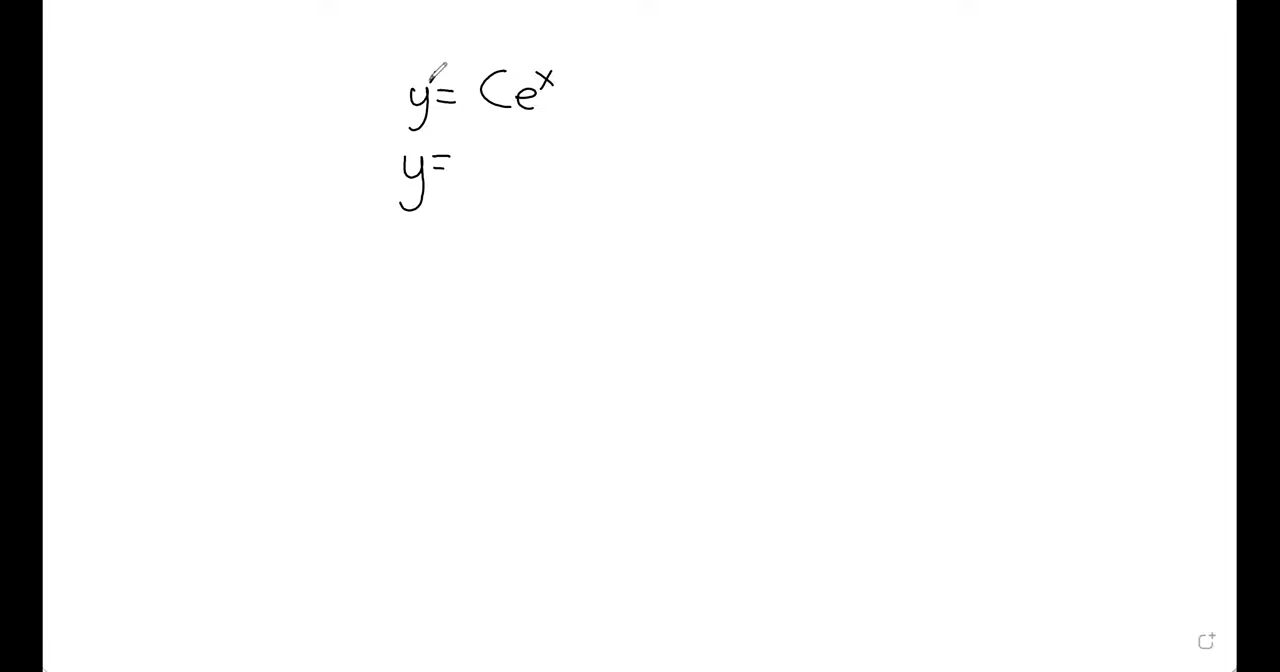 y = Ce^x
y =